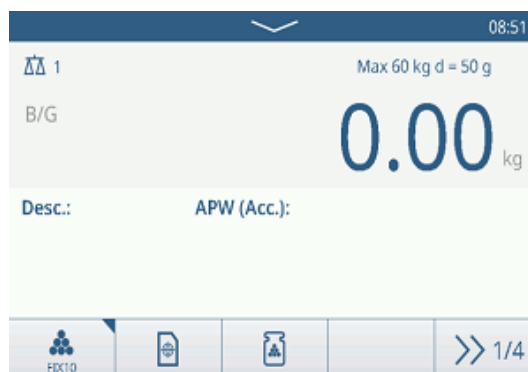 08:51
1 Max 60 kg d = 50 g
B/G
0.00 kg
Desc.: APW (Acc.):
FIX10
1/4